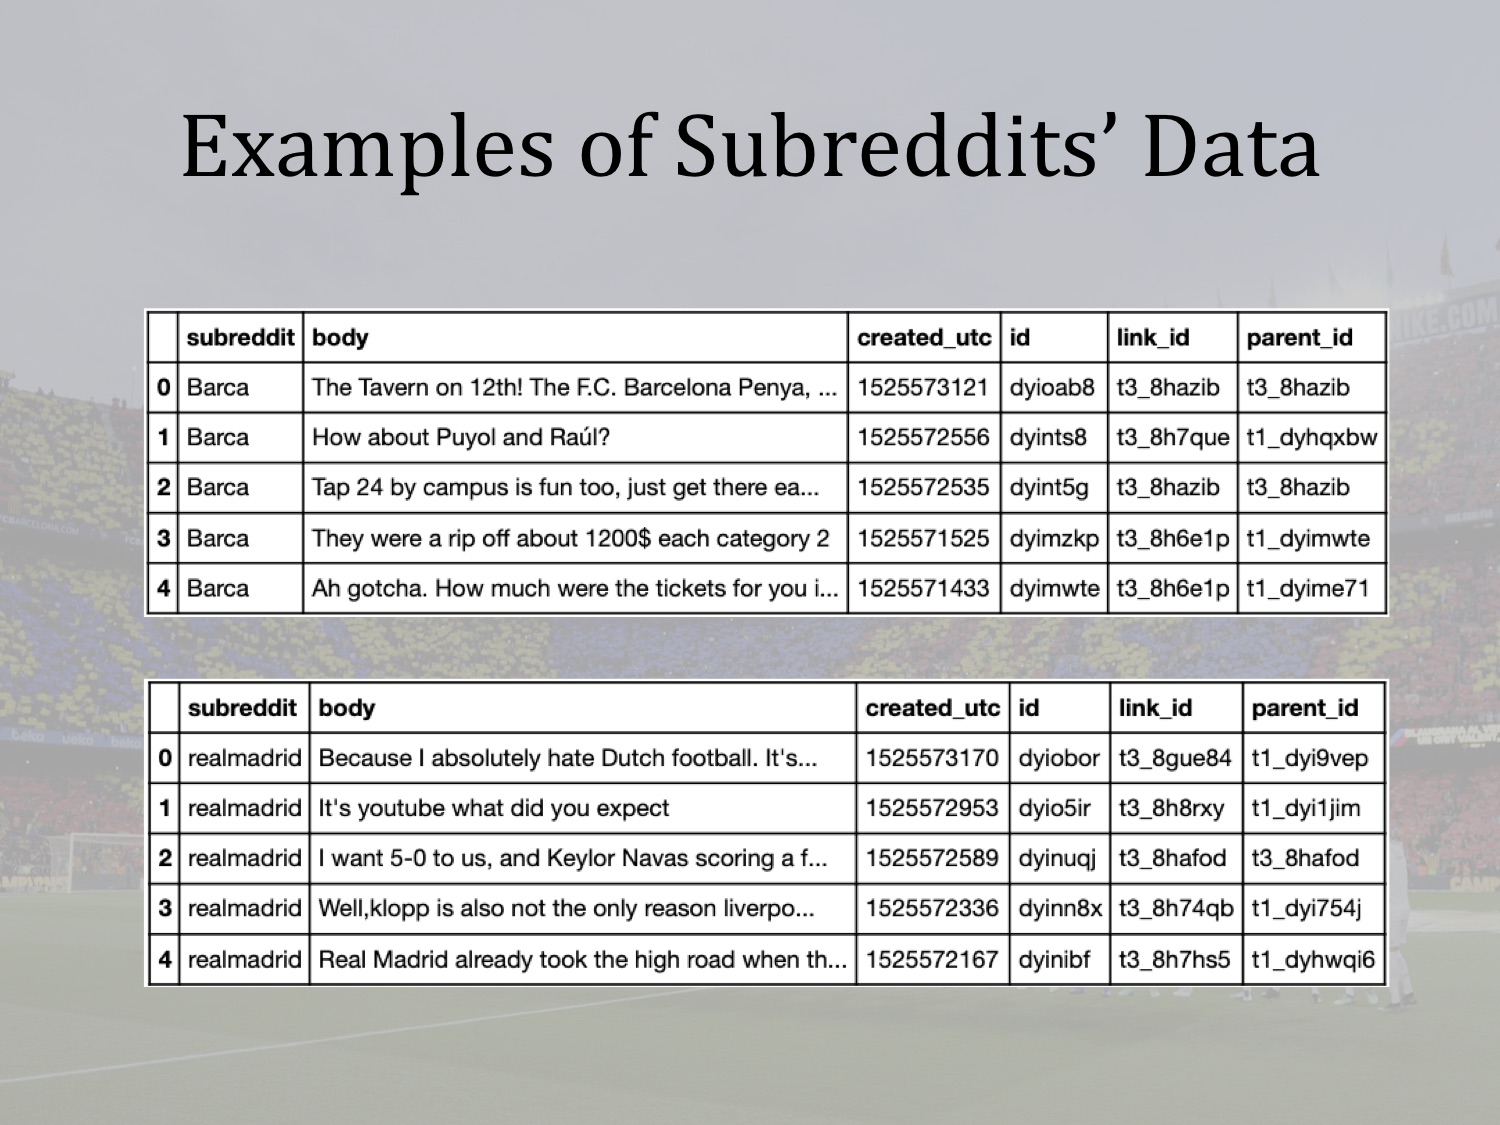 Examples of Subreddits’ Data
subreddit body created_utc id link_id parent_id
0 Barca The Tavern on 12th! The F.C. Barcelona Penya, ... 1525573121 dyioab8 t3_8hazib t3_8hazib
1 Barca How about Puyol and Raúl? 1525572556 dyints8 t3_8h7que t1_dyhqxbw
2 Barca Tap 24 by campus is fun too, just get there ea... 1525572535 dyint5g t3_8hazib t3_8hazib
3 Barca They were a rip off about 1200$ each category 2 1525571525 dyimzkp t3_8h6e1p t1_dyimwte
4 Barca Ah gotcha. How much were the tickets for you i... 1525571433 dyimwte t3_8h6e1p t1_dyime71
subreddit body created_utc id link_id parent_id
0 realmadrid Because I absolutely hate Dutch football. It's... 1525573170 dyiobor t3_8gue84 t1_dyi9vep
1 realmadrid It's youtube what did you expect 1525572953 dyio5ir t3_8h8rxy t1_dyi1jim
2 realmadrid I want 5-0 to us, and Keylor Navas scoring a f... 1525572589 dyinuqj t3_8hafod t3_8hafod
3 realmadrid Well,klopp is also not the only reason liverpo... 1525572336 dyinn8x t3_8h74qb t1_dyi754j
4 realmadrid Real Madrid already took the high road when th... 1525572167 dyinibf t3_8h7hs5 t1_dyhwqi6